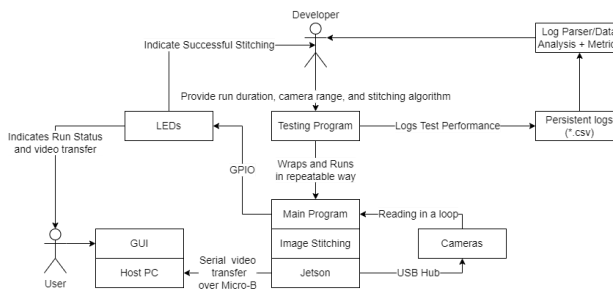 Developer
Log Parser/Data
Analysis + Metric
Indicate Successful Stitching
Provide run duration, camera range, and stitching algorithm
Indicates Run Status
and video transfer
LEDs
Testing Program
Logs Test Performance
Persistent logs
(*.csv)
GPIO
Wraps and Runs
in repeatable way
Main Program
Reading in a loop
GUI
Image Stitching
Cameras
Serial video
transfer
over Micro-B
Host PC
Jetson
USB Hub
User